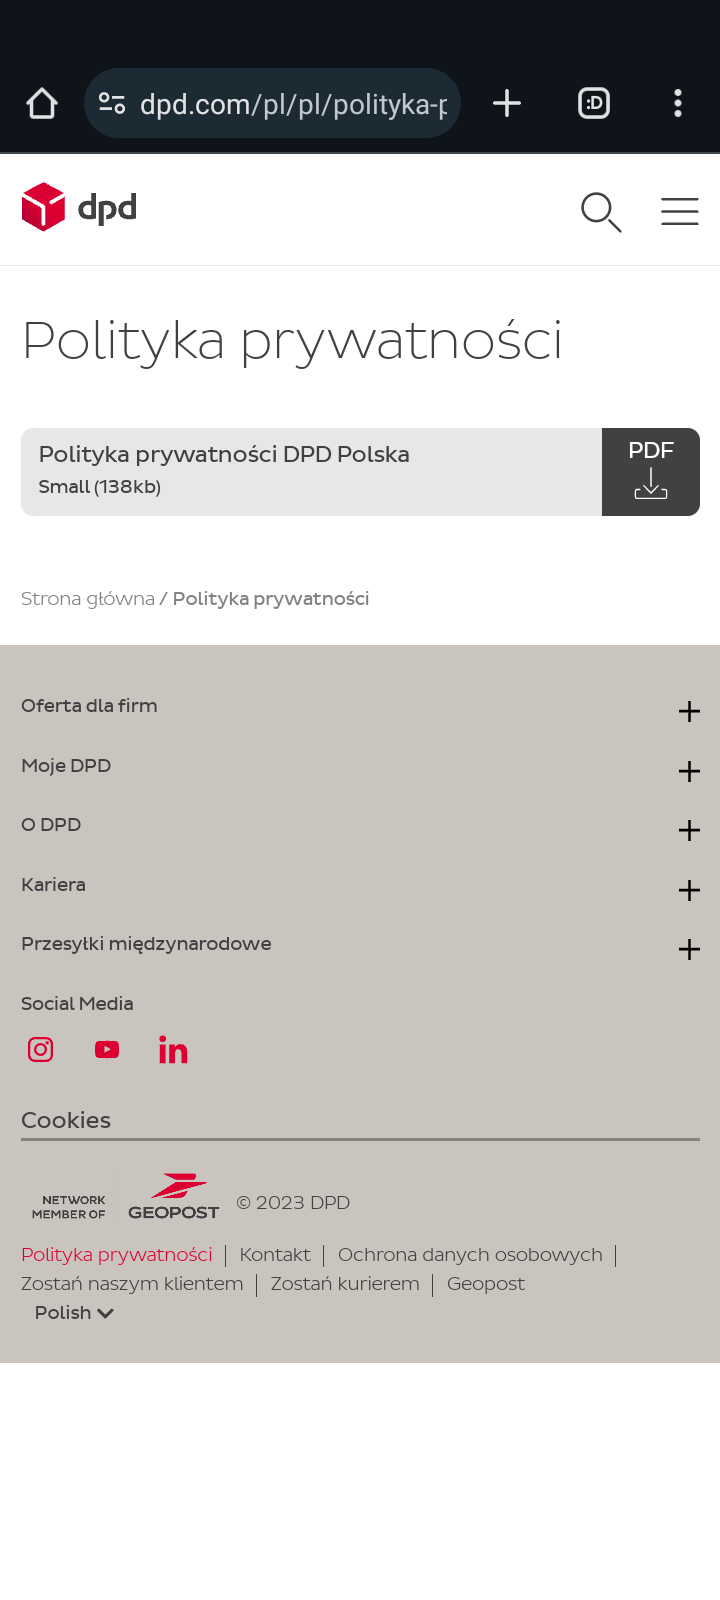 dpd.com/pl/pl/polityka-p
:D
dpd
Polityka prywatności
Polityka prywatności DPD Polska
Small (138kb)
PDF
Strona główna / Polityka prywatności
Oferta dla firm
Moje DPD
O DPD
Kariera
Przesyłki międzynarodowe
Social Media
in
Cookies
NETWORK
MEMBER OF
GEOPOST
© 2023 DPD
Polityka prywatności | Kontakt | Ochrona danych osobowych |
Zostań naszym klientem | Zostań kurierem | Geopost
Polish